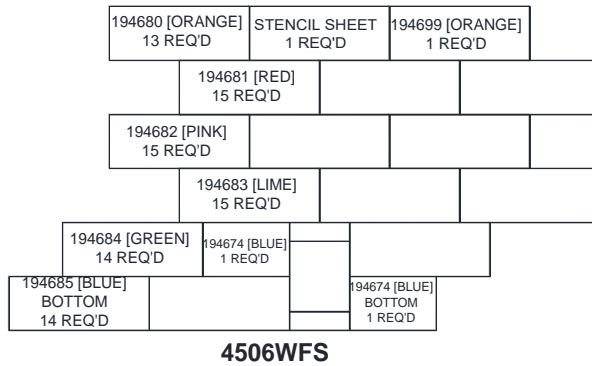 194680 [ORANGE]
13 REQ'D
STENCIL SHEET
1 REQ'D
194699 [ORANGE]
1 REQ'D
194681 [RED]
15 REQ'D
194682 [PINK]
15 REQ'D
194683 [LIME]
15 REQ'D
194684 [GREEN]
14 REQ'D
194674 [BLUE]
1 REQ'D
194685 [BLUE]
BOTTOM
14 REQ'D
194674 [BLUE]
BOTTOM
1 REQ'D
4506WFS